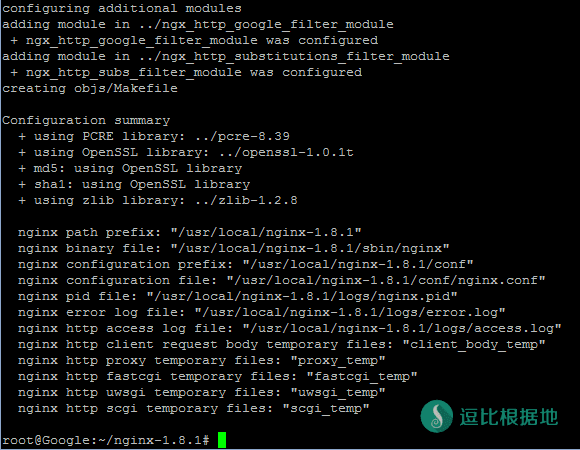 configuring additional modules
adding module in ../ngx_http_google_filter_module
 + ngx_http_google_filter_module was configured
adding module in ../ngx_http_substitutions_filter_module
 + ngx_http_subs_filter_module was configured
creating objs/Makefile

Configuration summary
  + using PCRE library: ../pcre-8.39
  + using OpenSSL library: ../openssl-1.0.1t
  + md5: using OpenSSL library
  + sha1: using OpenSSL library
  + using zlib library: ../zlib-1.2.8

  nginx path prefix: "/usr/local/nginx-1.8.1"
  nginx binary file: "/usr/local/nginx-1.8.1/sbin/nginx"
  nginx configuration prefix: "/usr/local/nginx-1.8.1/conf"
  nginx configuration file: "/usr/local/nginx-1.8.1/conf/nginx.conf"
  nginx pid file: "/usr/local/nginx-1.8.1/logs/nginx.pid"
  nginx error log file: "/usr/local/nginx-1.8.1/logs/error.log"
  nginx http access log file: "/usr/local/nginx-1.8.1/logs/access.log"
  nginx http client request body temporary files: "client_body_temp"
  nginx http proxy temporary files: "proxy_temp"
  nginx http fastcgi temporary files: "fastcgi_temp"
  nginx http uwsgi temporary files: "uwsgi_temp"
  nginx http scgi temporary files: "scgi_temp"
逗比根据地
root@Google:~/nginx-1.8.1#